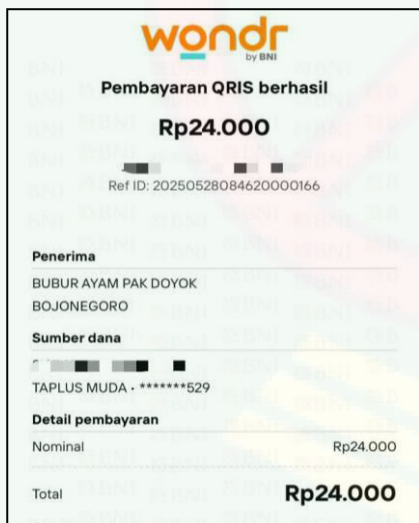 wondr
by BNI
Pembayaran QRIS berhasil
Rp24.000
Ref ID: 20250528084620000166
Penerima
BUBUR AYAM PAK DOYOK
BOJONEGORO
Sumber dana
TAPLUS MUDA • *******529
Detail pembayaran
Nominal Rp24.000
Total Rp24.000